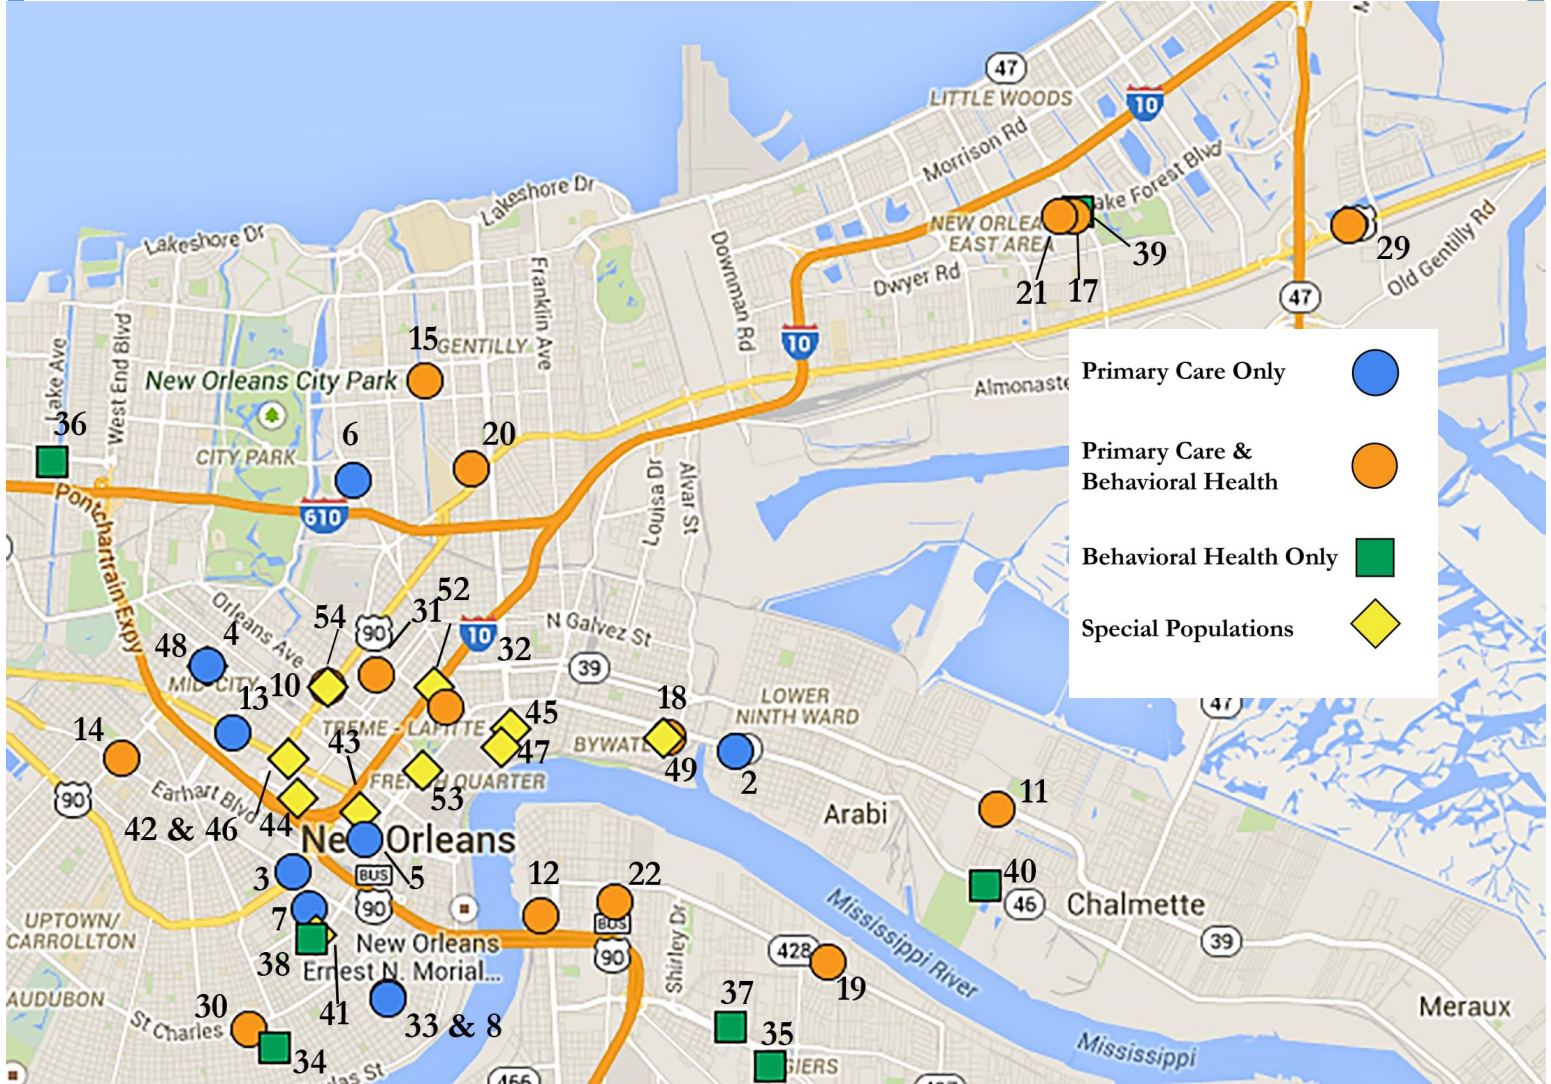 47
LITTLE WOODS
10
Morrison Rd
Lake Forest Blvd
Lakeshore Dr
Lakeshore Dr
NEW ORLEA
EAST AREA
39
29
Old Gentilly Rd
Downman Rd
Dwyer Rd
21
17
47
Franklin Ave
10
15
GENTILLY
New Orleans City Park
Almonaste
Lake Ave
West End Blvd
36
6
20
CITY PARK
Primary Care Only
Primary Care &
Behavioral Health
Behavioral Health Only
Special Populations
Pontchartrain Expy
610
Louisa Dr
Alvar St
Orleans Ave
54
90
31
52
10
32
N Galvez St
39
48
4
MID-CITY
10
13
18
LOWER
NINTH WARD
47
TREME - LAFITTE
45
47
BYWATE
49
2
14
43
FRENCH QUARTER
53
90
Earhart Blvd
42 & 46
44
New Orleans
11
Arabi
BUS
90
5
3
7
12
22
BUS
90
40
46
Chalmette
39
UPTOWN/
CARROLLTON
38
New Orleans
Ernest N. Morial...
41
Shirley Dr
428
19
Mississippi River
AUDUBON
30
St Charles
33 & 8
37
35
Meraux
34
las St
GIERS
Mississippi
466